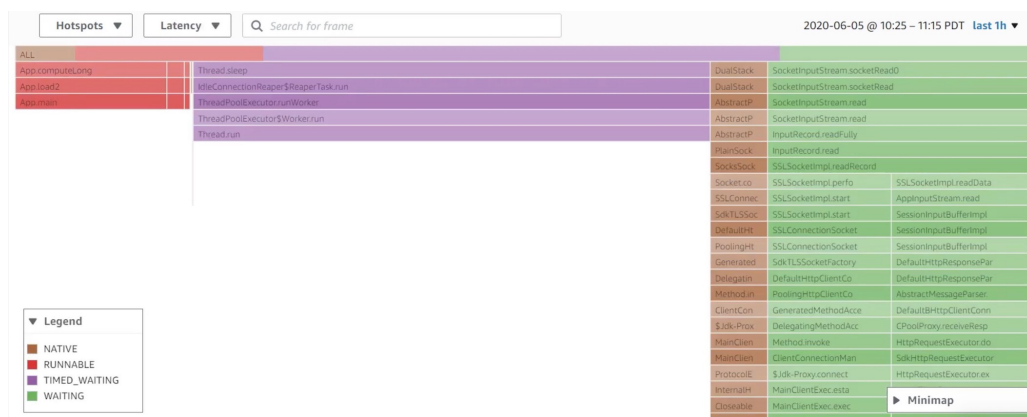 Hotspots ▼ Latency ▼ Search for frame 2020-06-05 @ 10:25 – 11:15 PDT last 1h ▼
ALL
App.computeLong Thread.sleep DualStack SocketInputStream.socketRead0
App.load2 IdleConnectionReaper$ReaperTask.run DualStack SocketInputStream.socketRead
App.main ThreadPoolExecutor.runWorker AbstractP SocketInputStream.read
ThreadPoolExecutor$Worker.run AbstractP SocketInputStream.read
Thread.run AbstractP InputRecord.readFully
PlainSock InputRecord.read
SocksSock SSLSocketImpl.readRecord
Socket.co SSLSocketImpl.perfo SSLSocketImpl.readData
SSLConnec SSLSocketImpl.start AppInputStream.read
SdkTLSSoc SSLSocketImpl.start SessionInputBufferImpl
DefaultHt SSLConnectionSocket SessionInputBufferImpl
PoolingHt SSLConnectionSocket SessionInputBufferImpl
Generated SdkTLSSocketFactory DefaultHttpResponsePar
Delegatin DefaultHttpClientCo DefaultHttpResponsePar
Method.in PoolingHttpClientCo AbstractMessageParser.
ClientCon GeneratedMethodAcce DefaultBHttpClientConn
$Jdk-Prox DelegatingMethodAcc CPoolProxy.receiveResp
MainClien Method.invoke HttpRequestExecutor.do
MainClien ClientConnectionMan SdkHttpRequestExecutor
ProtocolE $Jdk-Proxy.connect HttpRequestExecutor.ex
InternalH MainClientExec.esta
Closeable MainClientExec.exec
▼ Legend
NATIVE
RUNNABLE
TIMED_WAITING
WAITING
▶ Minimap